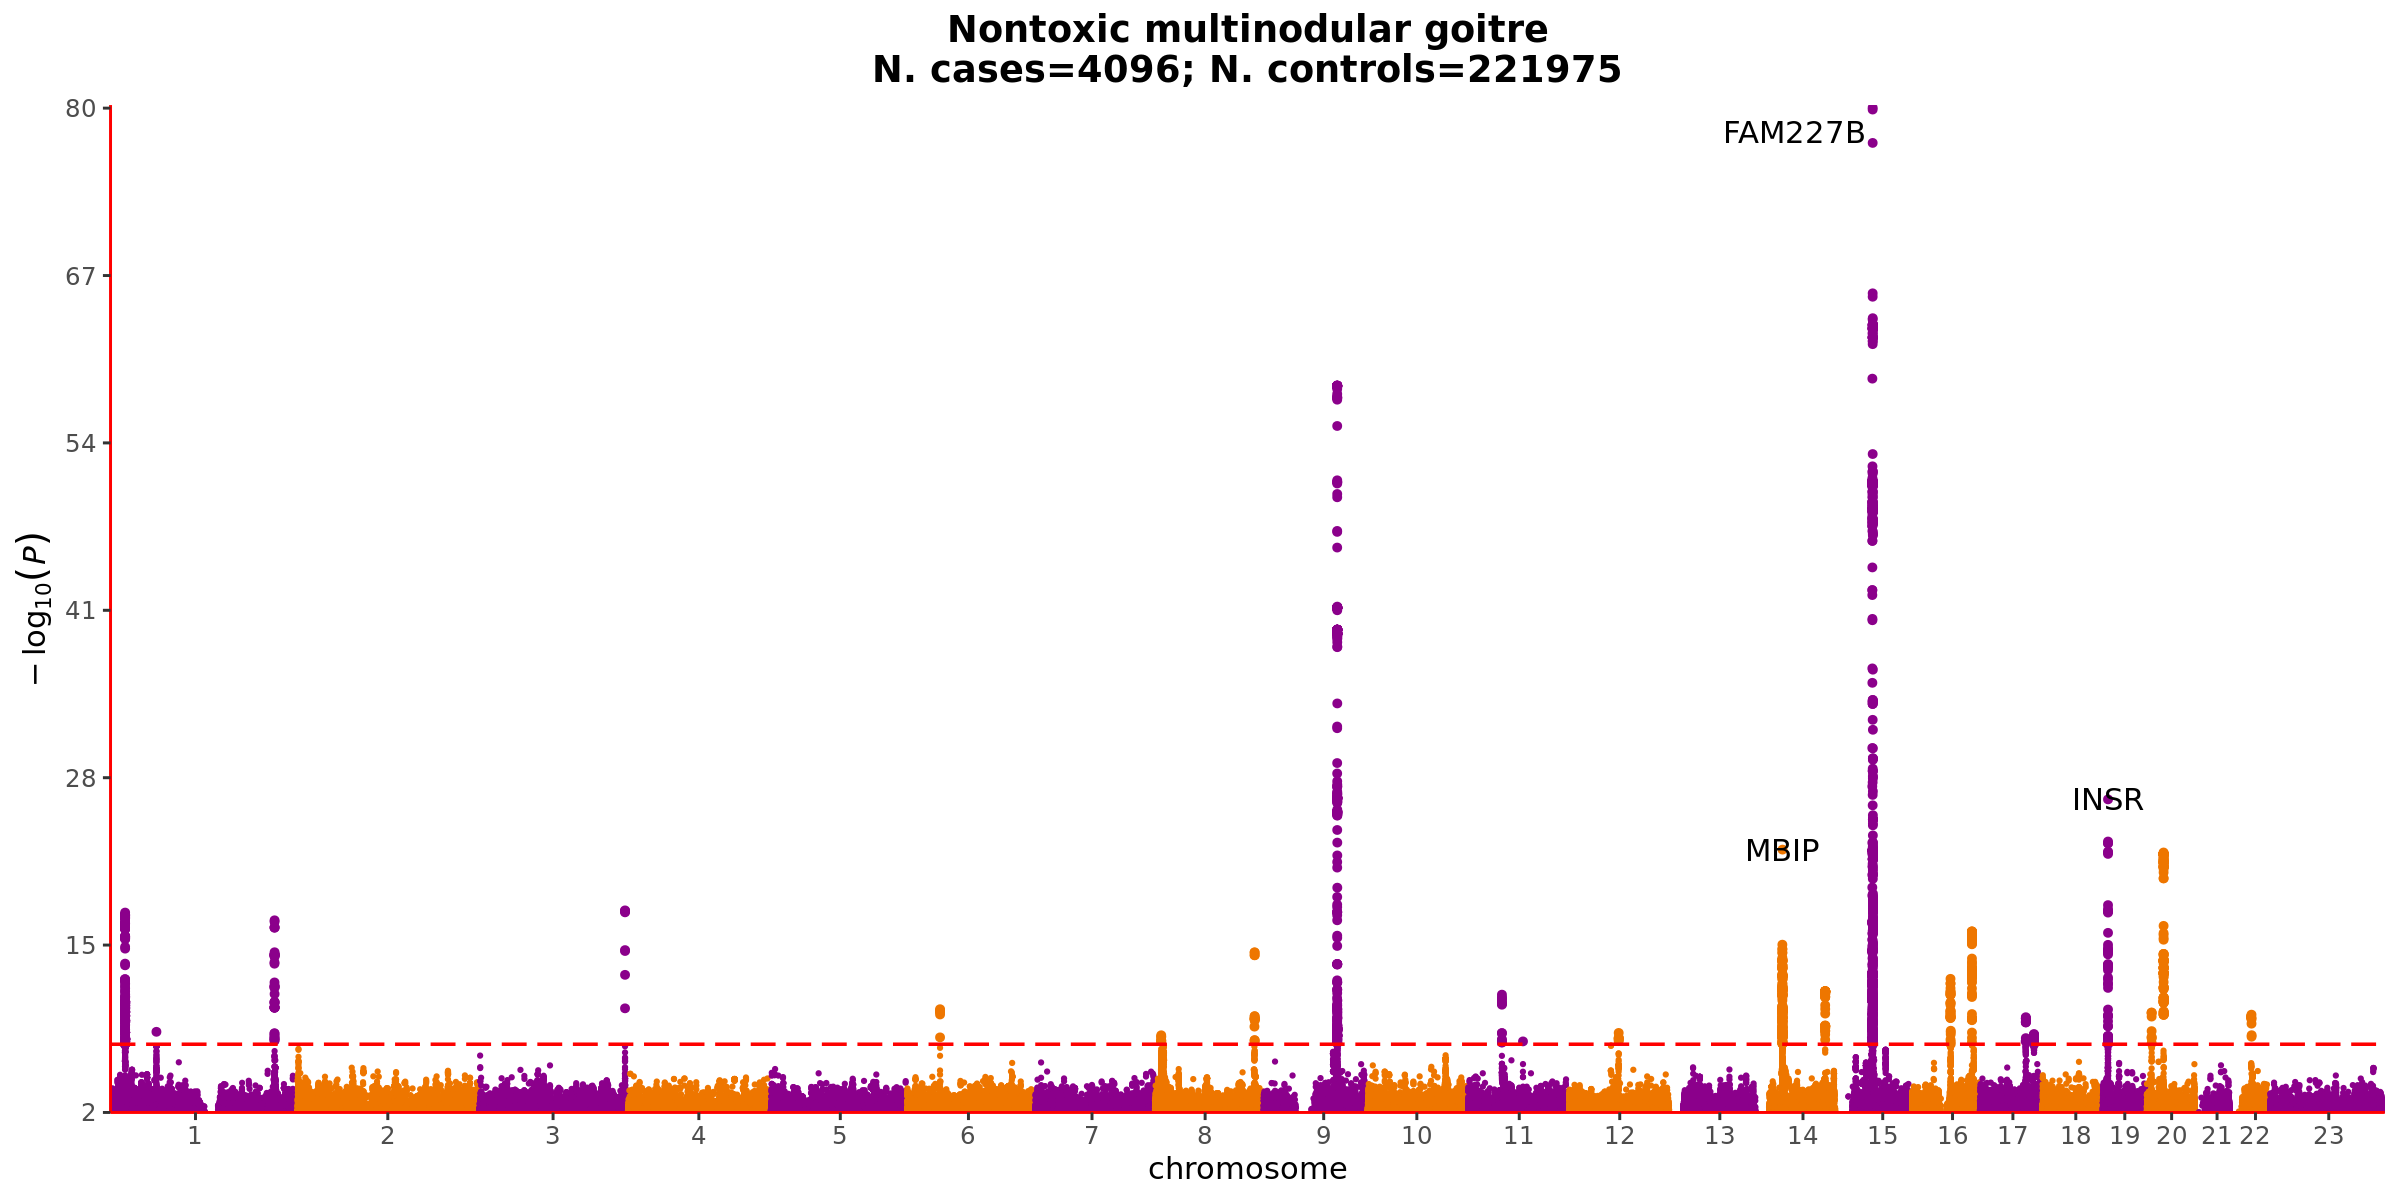 Nontoxic multinodular goitre
N. cases=4096; N. controls=221975
80
67
54
41
28
15
2
−log10(P)
FAM227B
INSR
MBIP
1 2 3 4 5 6 7 8 9 10 11 12 13 14 15 16 17 18 19 20 21 22 23
chromosome